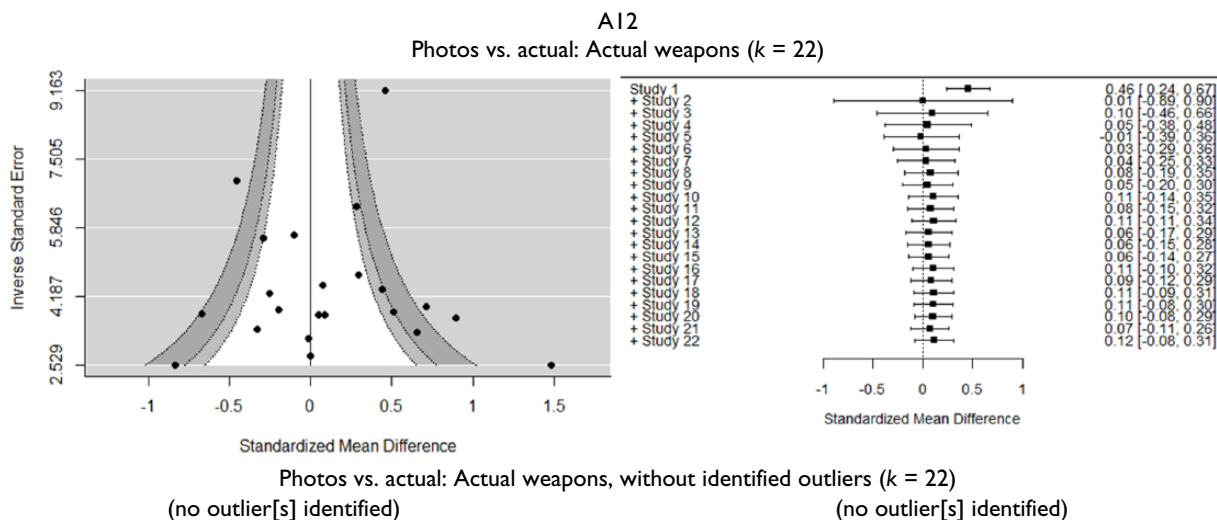 A12
Photos vs. actual: Actual weapons (k = 22)
Inverse Standard Error
9.163
7.505
5.846
4.187
2.529
-1
-0.5
0
0.5
1
1.5
Standardized Mean Difference
Study 1 0.46 [ 0.24, 0.67]
+ Study 2 0.01 [-0.89, 0.90]
+ Study 3 0.10 [-0.46, 0.66]
+ Study 4 0.05 [-0.38, 0.48]
+ Study 5 -0.01 [-0.39, 0.36]
+ Study 6 0.03 [-0.29, 0.36]
+ Study 7 0.04 [-0.25, 0.33]
+ Study 8 0.08 [-0.19, 0.35]
+ Study 9 0.05 [-0.20, 0.30]
+ Study 10 0.11 [-0.14, 0.35]
+ Study 11 0.08 [-0.15, 0.32]
+ Study 12 0.11 [-0.11, 0.34]
+ Study 13 0.06 [-0.17, 0.29]
+ Study 14 0.06 [-0.15, 0.28]
+ Study 15 0.06 [-0.14, 0.27]
+ Study 16 0.11 [-0.10, 0.32]
+ Study 17 0.09 [-0.12, 0.29]
+ Study 18 0.11 [-0.09, 0.31]
+ Study 19 0.11 [-0.08, 0.30]
+ Study 20 0.10 [-0.08, 0.29]
+ Study 21 0.07 [-0.11, 0.26]
+ Study 22 0.12 [-0.08, 0.31]
-1
0
1
Standardized Mean Difference
Photos vs. actual: Actual weapons, without identified outliers (k = 22)
(no outlier[s] identified) (no outlier[s] identified)